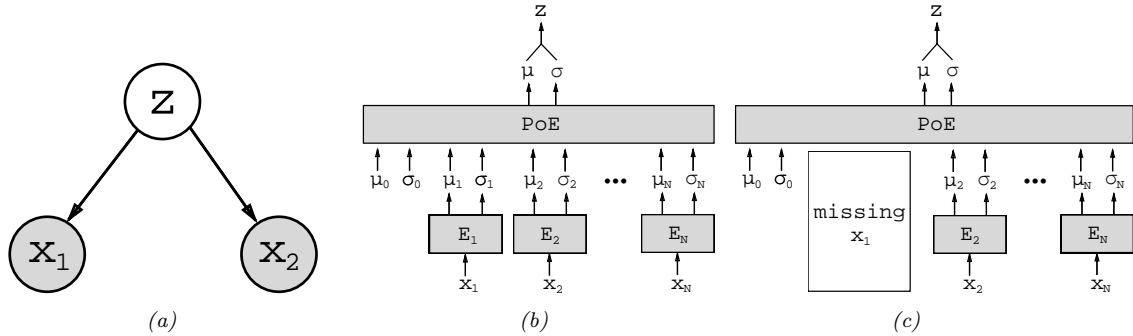 z
x₁ x₂
(a)
z
μ σ
PoE
μ₀ σ₀ μ₁ σ₁ μ₂ σ₂ ••• μN σN
E₁ E₂ EN
x₁ x₂ xN
(b)
z
μ σ
PoE
μ₀ σ₀ μ₂ σ₂ ••• μN σN
missing
x₁
E₂ EN
x₂ xN
(c)